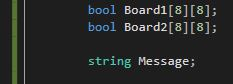 bool Board1[8][8];
bool Board2[8][8];
string Message;